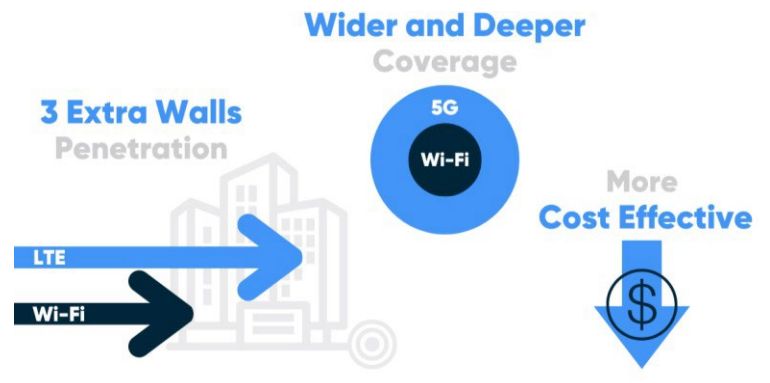 Wider and Deeper
Coverage
5G
Wi-Fi
3 Extra Walls
Penetration
LTE
Wi-Fi
More
Cost Effective
$